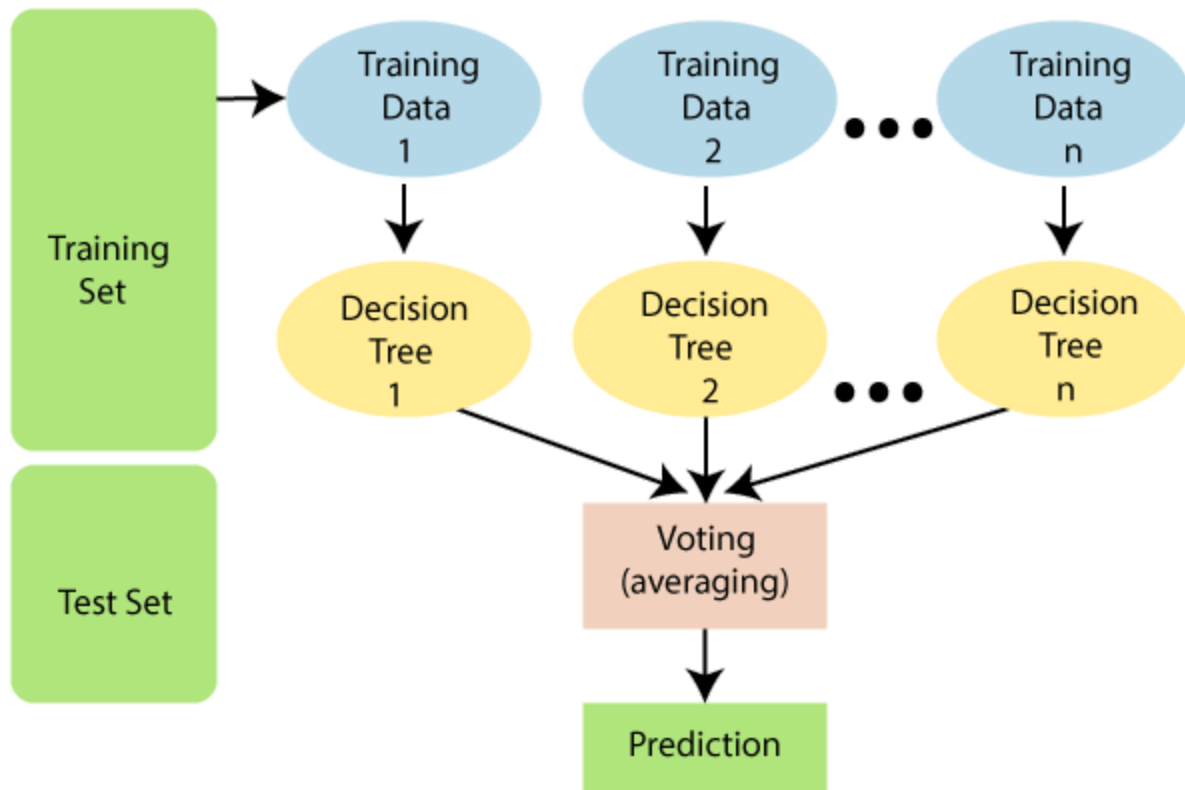 Training
Data
1
Training
Data
2
Training
Data
n
Training
Set
Decision
Tree
1
Decision
Tree
2
Decision
Tree
n
Voting
(averaging)
Test Set
Prediction